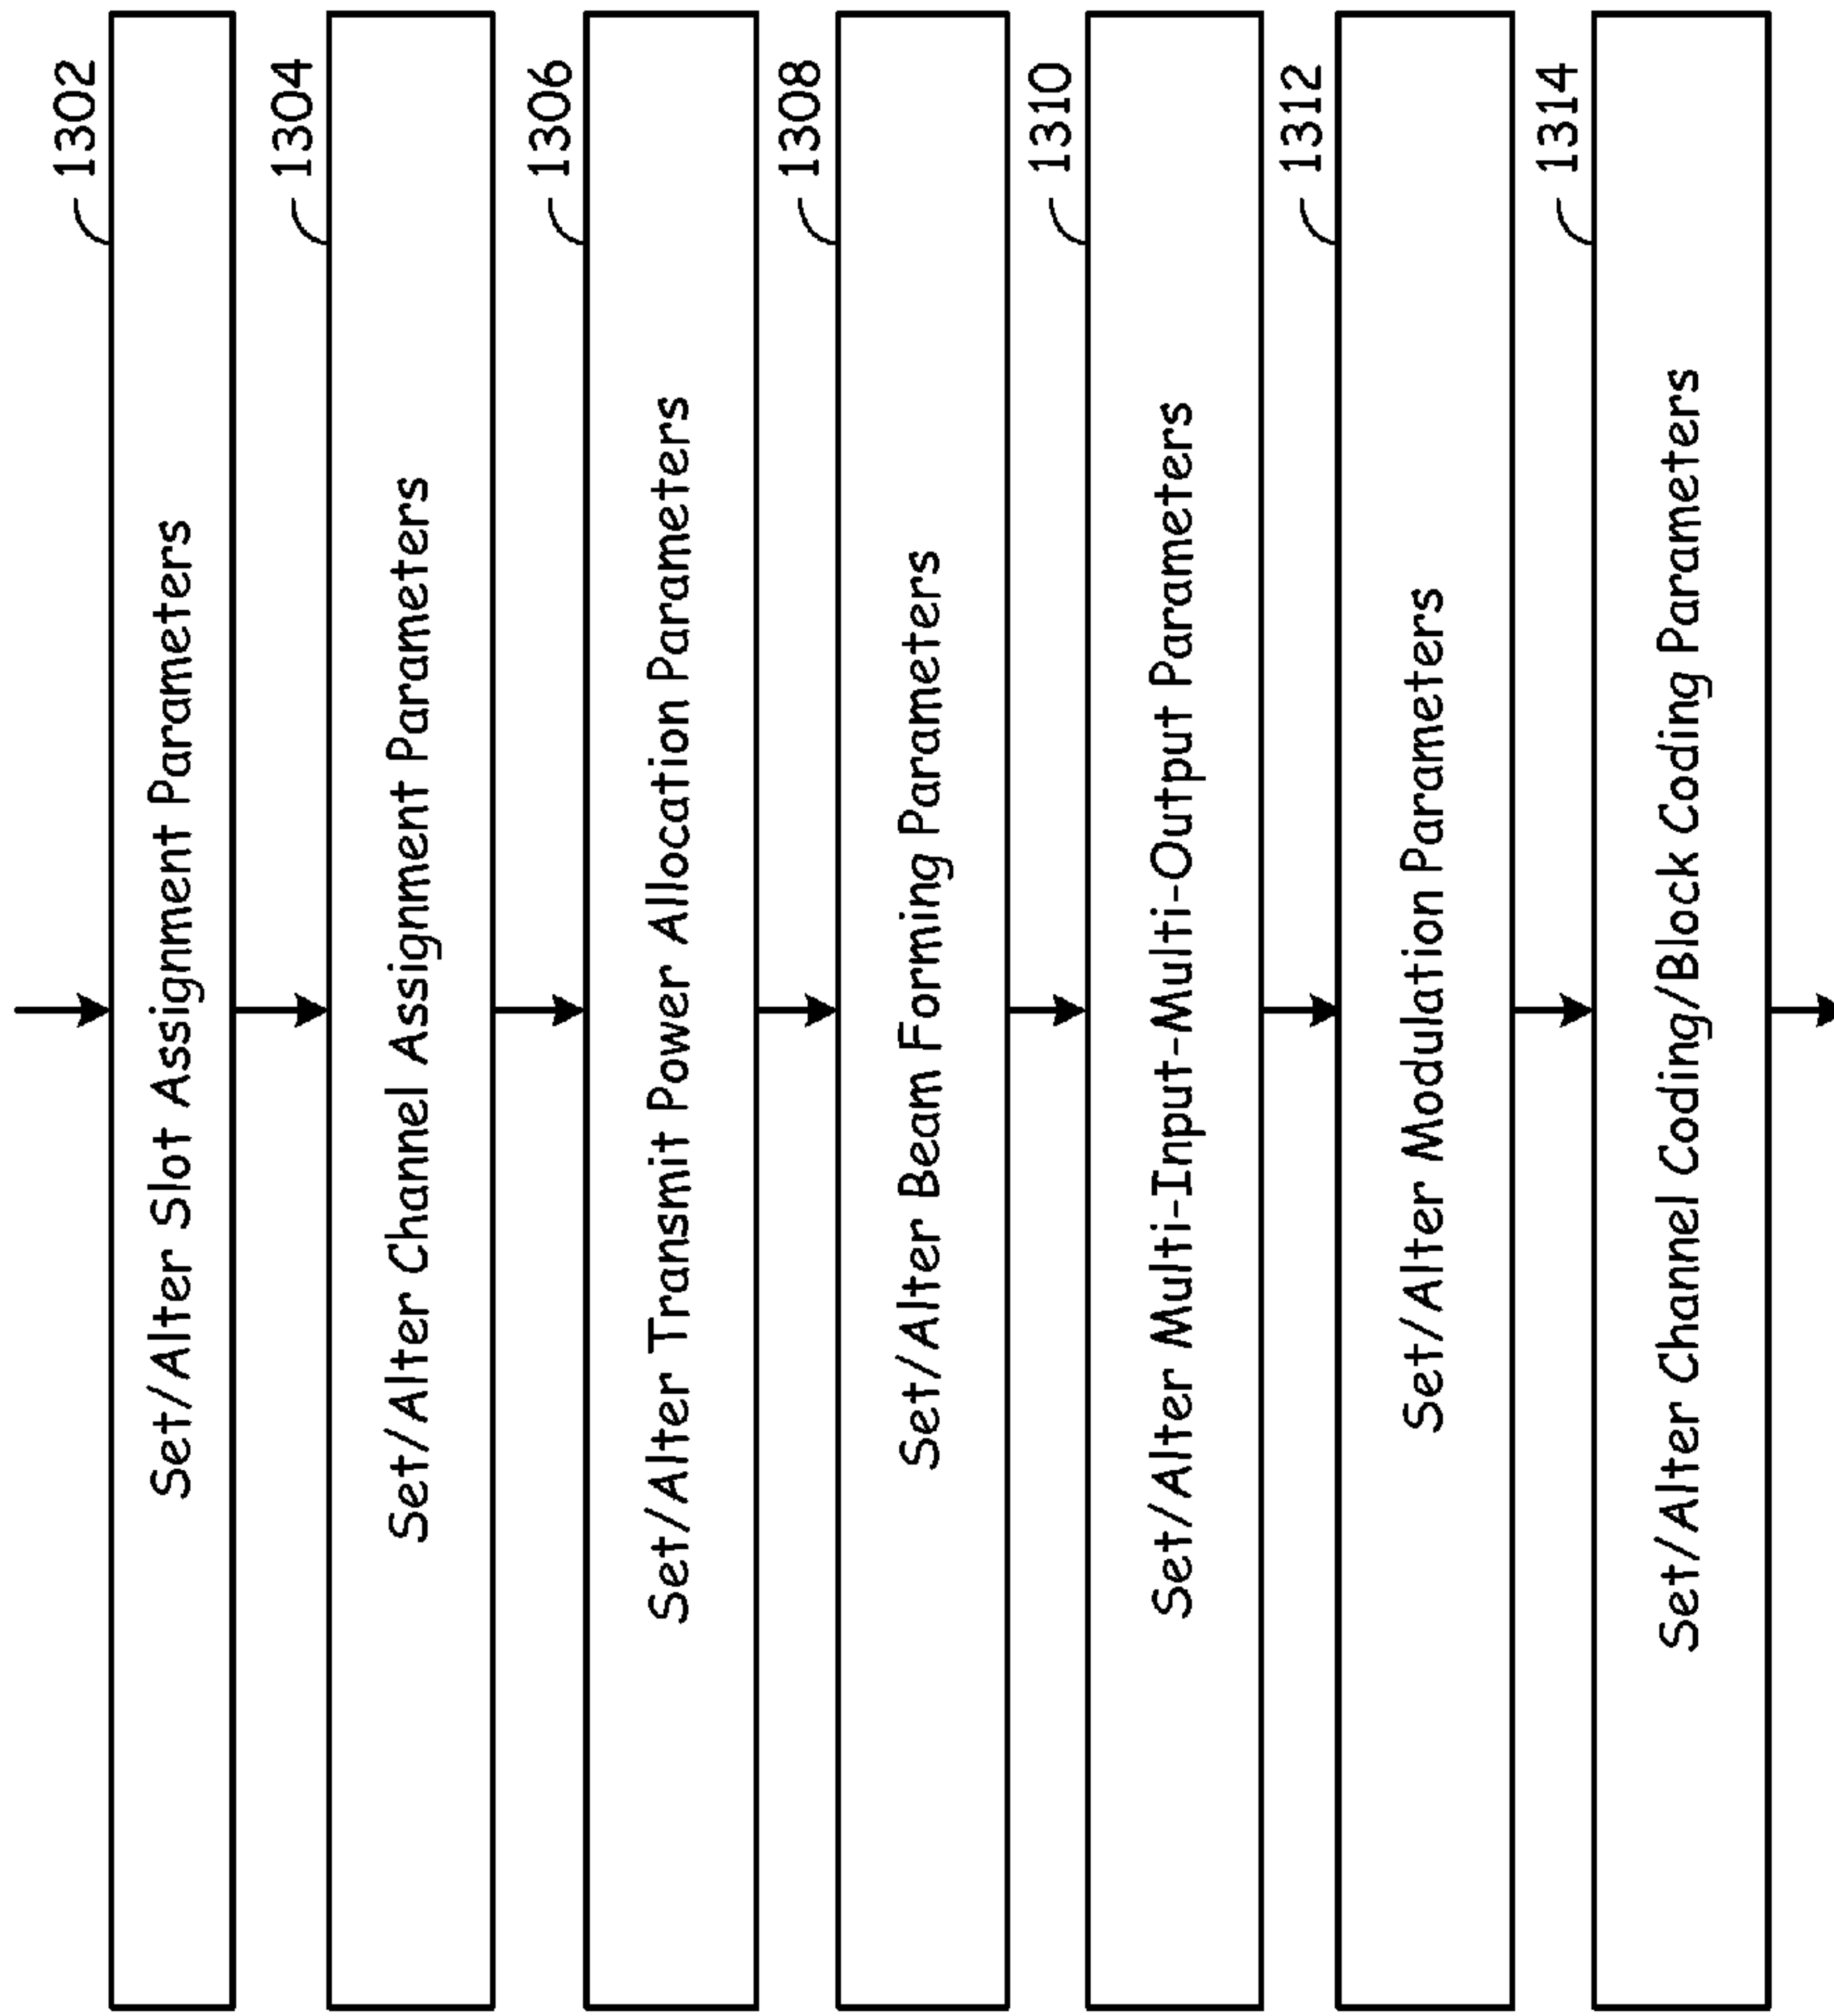 1302
Set/Alter Slot Assignment Parameters
1304
Set/Alter Channel Assignment Parameters
1306
Set/Alter Transmit Power Allocation Parameters
1308
Set/Alter Beam Forming Parameters
1310
Set/Alter Multi-Input-Multi-Output Parameters
1312
Set/Alter Modulation Parameters
1314
Set/Alter Channel Coding/Block Coding Parameters